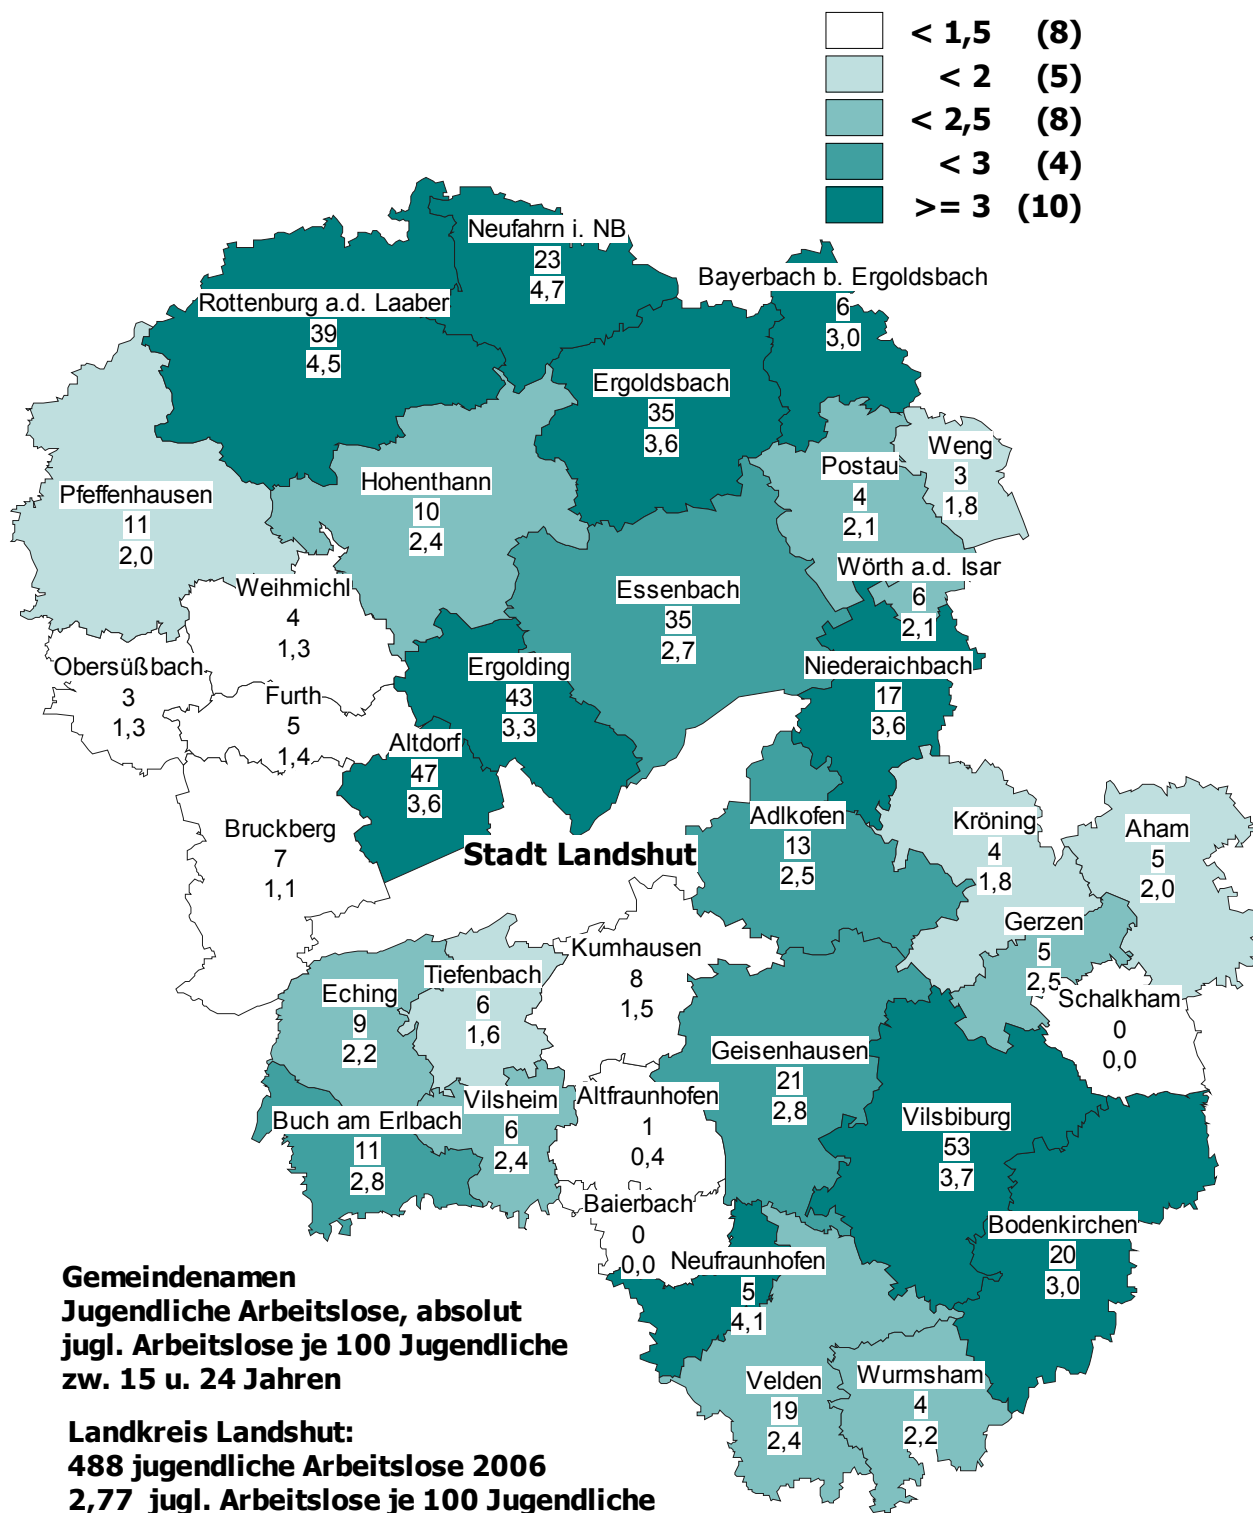 < 1,5 (8)
< 2 (5)
< 2,5 (8)
< 3 (4)
>= 3 (10)
Neufahrn i. NB
23
4,7
Bayerbach b. Ergoldsbach
6
3,0
Rottenburg a.d. Laaber
39
4,5
Ergoldsbach
35
3,6
Weng
3
1,8
Postau
4
2,1
Hohenthann
10
2,4
Pfeffenhausen
11
2,0
Wörth a.d. Isar
6
2,1
Weihmichl
4
1,3
Essenbach
35
2,7
Obersüßbach
3
1,3
Ergolding
43
3,3
Niederaichbach
17
3,6
Furth
5
1,4
Altdorf
47
3,6
Bruckberg
7
1,1
Adlkofen
13
2,5
Kröning
4
1,8
Aham
5
2,0
Stadt Landshut
Gerzen
5
2,5
Kumhausen
8
1,5
Tiefenbach
6
1,6
Eching
9
2,2
Schalkham
0
0,0
Geisenhausen
21
2,8
Altfraunhofen
1
0,4
Vilsheim
6
2,4
Buch am Erlbach
11
2,8
Vilsbiburg
53
3,7
Baierbach
0
0,0
Bodenkirchen
20
3,0
Neufraunhofen
5
4,1
Velden
19
2,4
Wurmsham
4
2,2
Gemeindenamen
Jugendliche Arbeitslose, absolut
jugl. Arbeitslose je 100 Jugendliche
zw. 15 u. 24 Jahren
Landkreis Landshut:
488 jugendliche Arbeitslose 2006
2,77 jugl. Arbeitslose je 100 Jugendliche